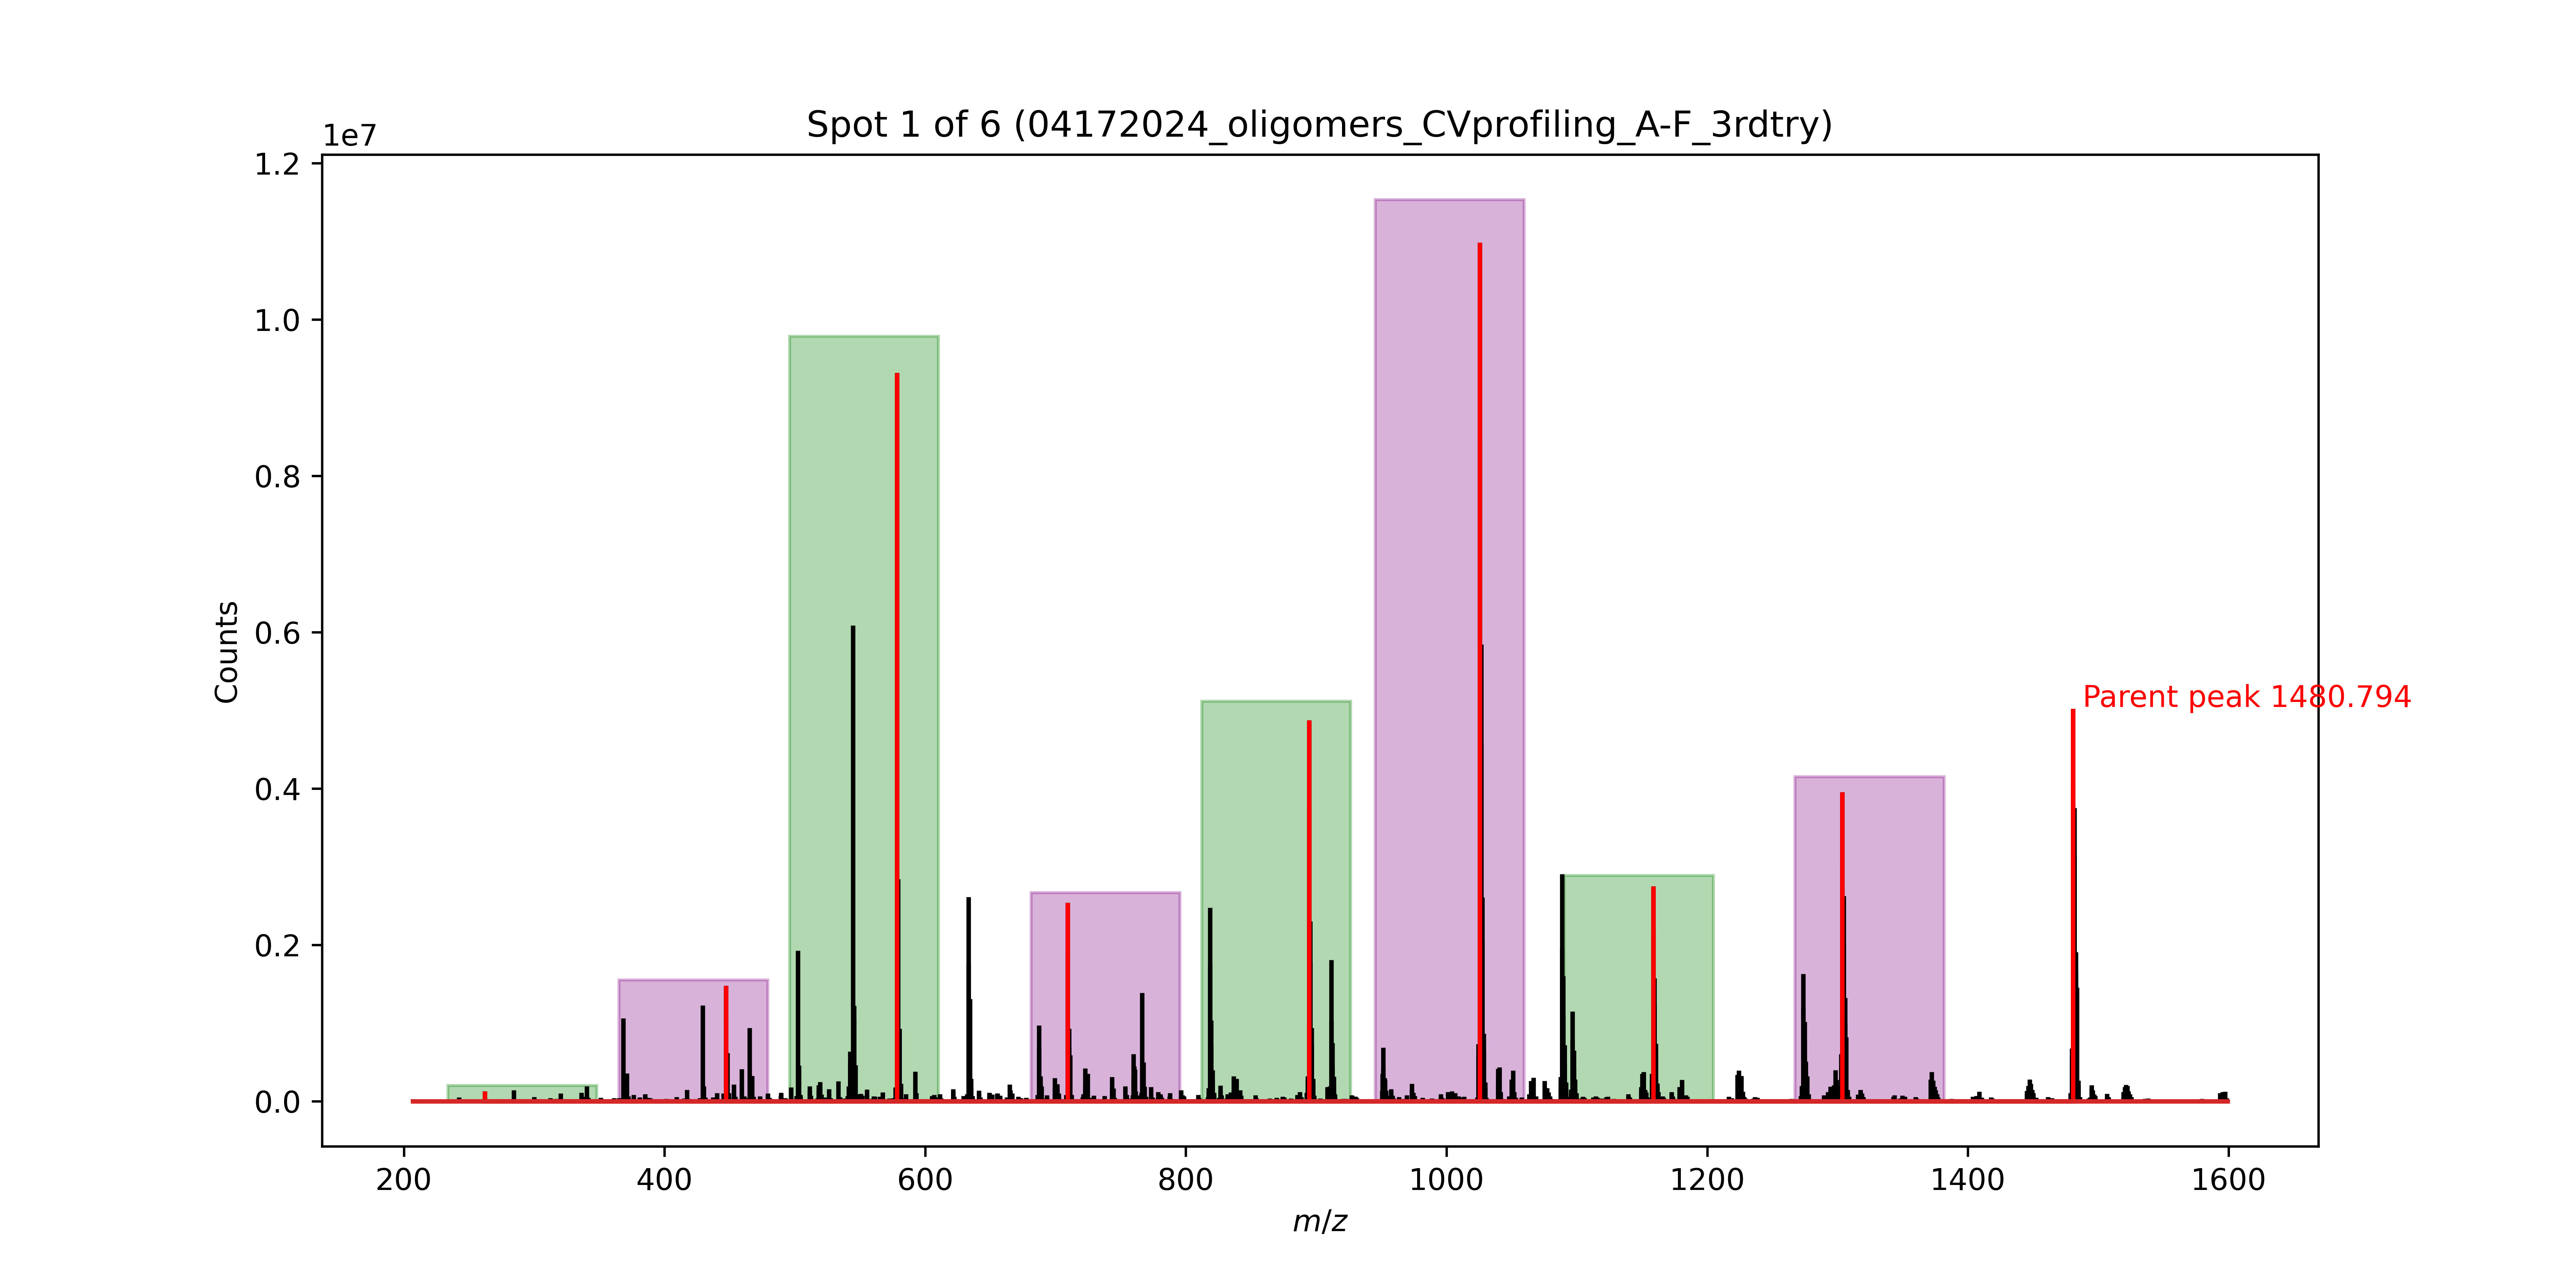 Spot 1 of 6 (04172024_oligomers_CVprofiling_A-F_3rdtry)
1e7
1.2
1.0
0.8
0.6
0.4
0.2
0.0
Counts
Parent peak 1480.794
200 400 600 800 1000 1200 1400 1600
m/z